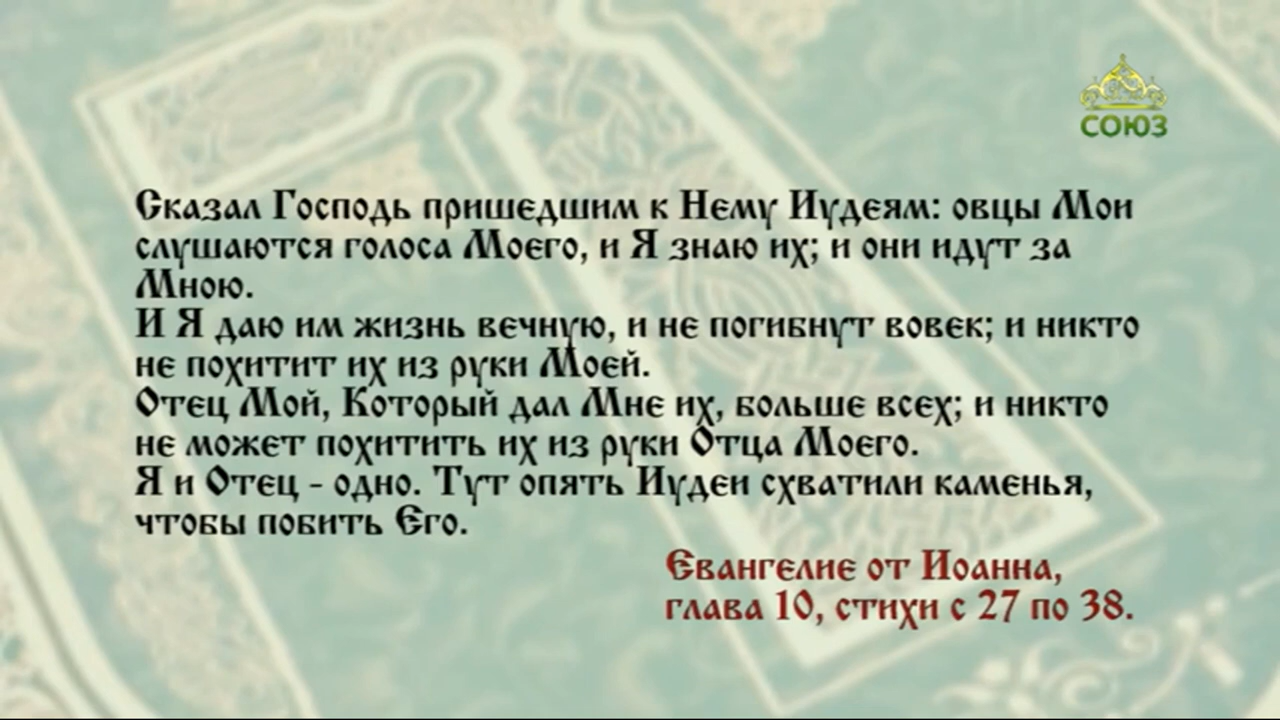 СОЮЗ
Сказал Господь пришедшим к Нему Иудеям: овцы Мои
слушаются голоса Моего, и Я знаю их; и они идут за
Мною.
И Я даю им жизнь вечную, и не погибнут вовек; и никто
не похитит их из руки Моей.
Отец Мой, Который дал Мне их, больше всех; и никто
не может похитить их из руки Отца Моего.
Я и Отец - одно. Тут опять Иудеи схватили каменья,
чтобы побить Его.
Евангелие от Иоанна,
глава 10, стихи с 27 по 38.